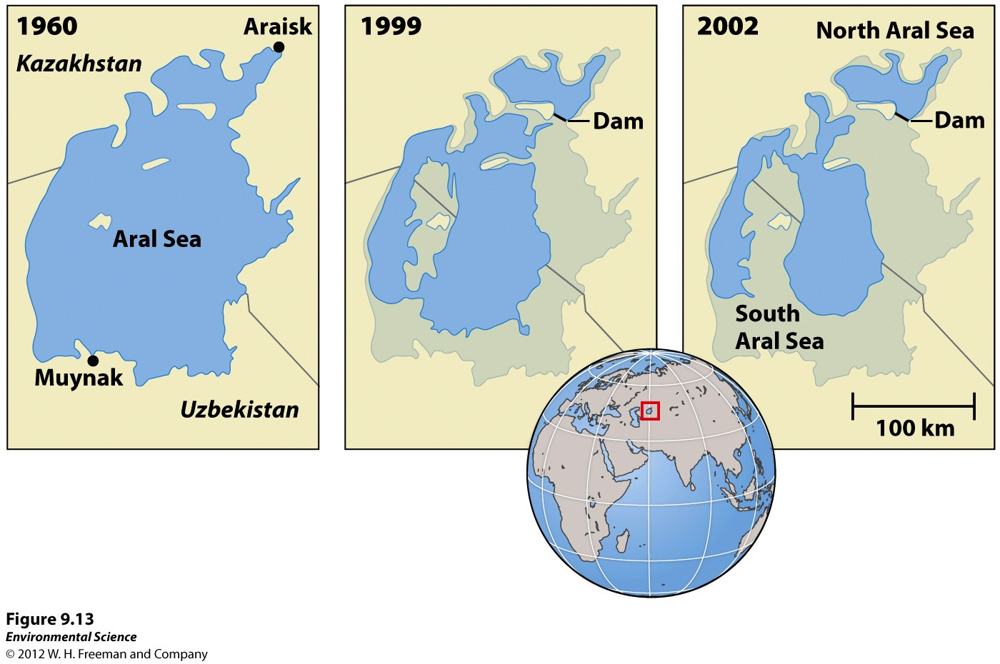 1960
Araisk
Kazakhstan
Aral Sea
Muynak
Uzbekistan
1999
Dam
2002
North Aral Sea
Dam
South
Aral Sea
100 km
Figure 9.13
Environmental Science
© 2012 W. H. Freeman and Company